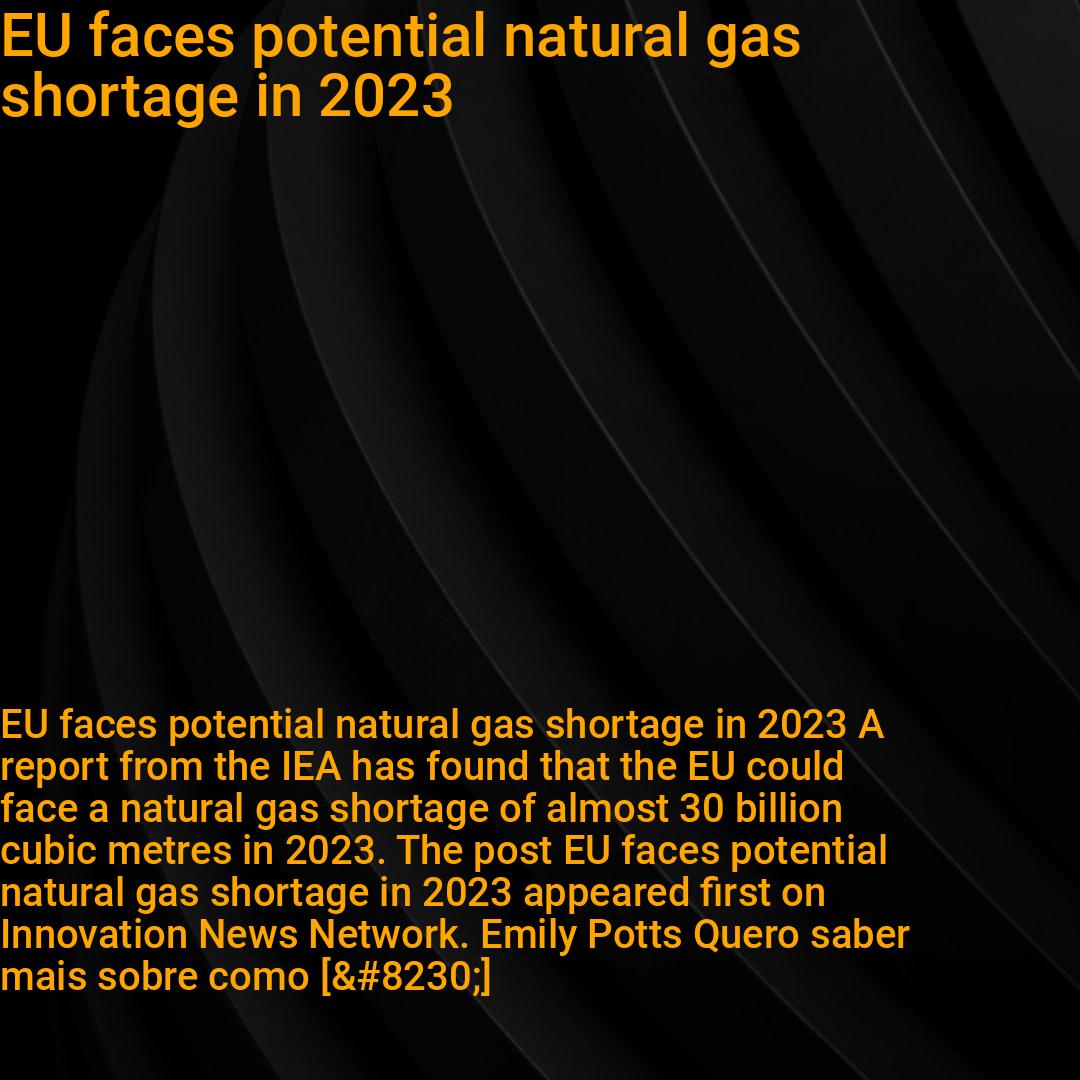 EU faces potential natural gas
shortage in 2023
EU faces potential natural gas shortage in 2023 A
report from the IEA has found that the EU could
face a natural gas shortage of almost 30 billion
cubic metres in 2023. The post EU faces potential
natural gas shortage in 2023 appeared first on
Innovation News Network. Emily Potts Quero saber
mais sobre como [&#8230;]